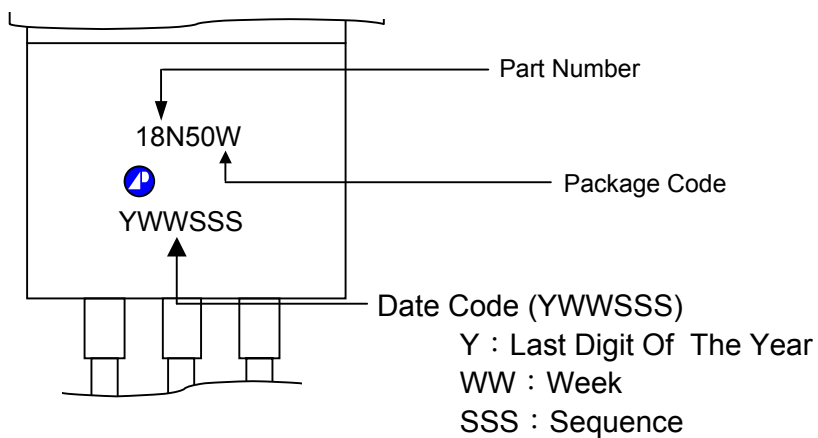 Part Number
18N50W
Package Code
YWWSSS
Date Code (YWWSSS)
Y：Last Digit Of The Year
WW：Week
SSS：Sequence